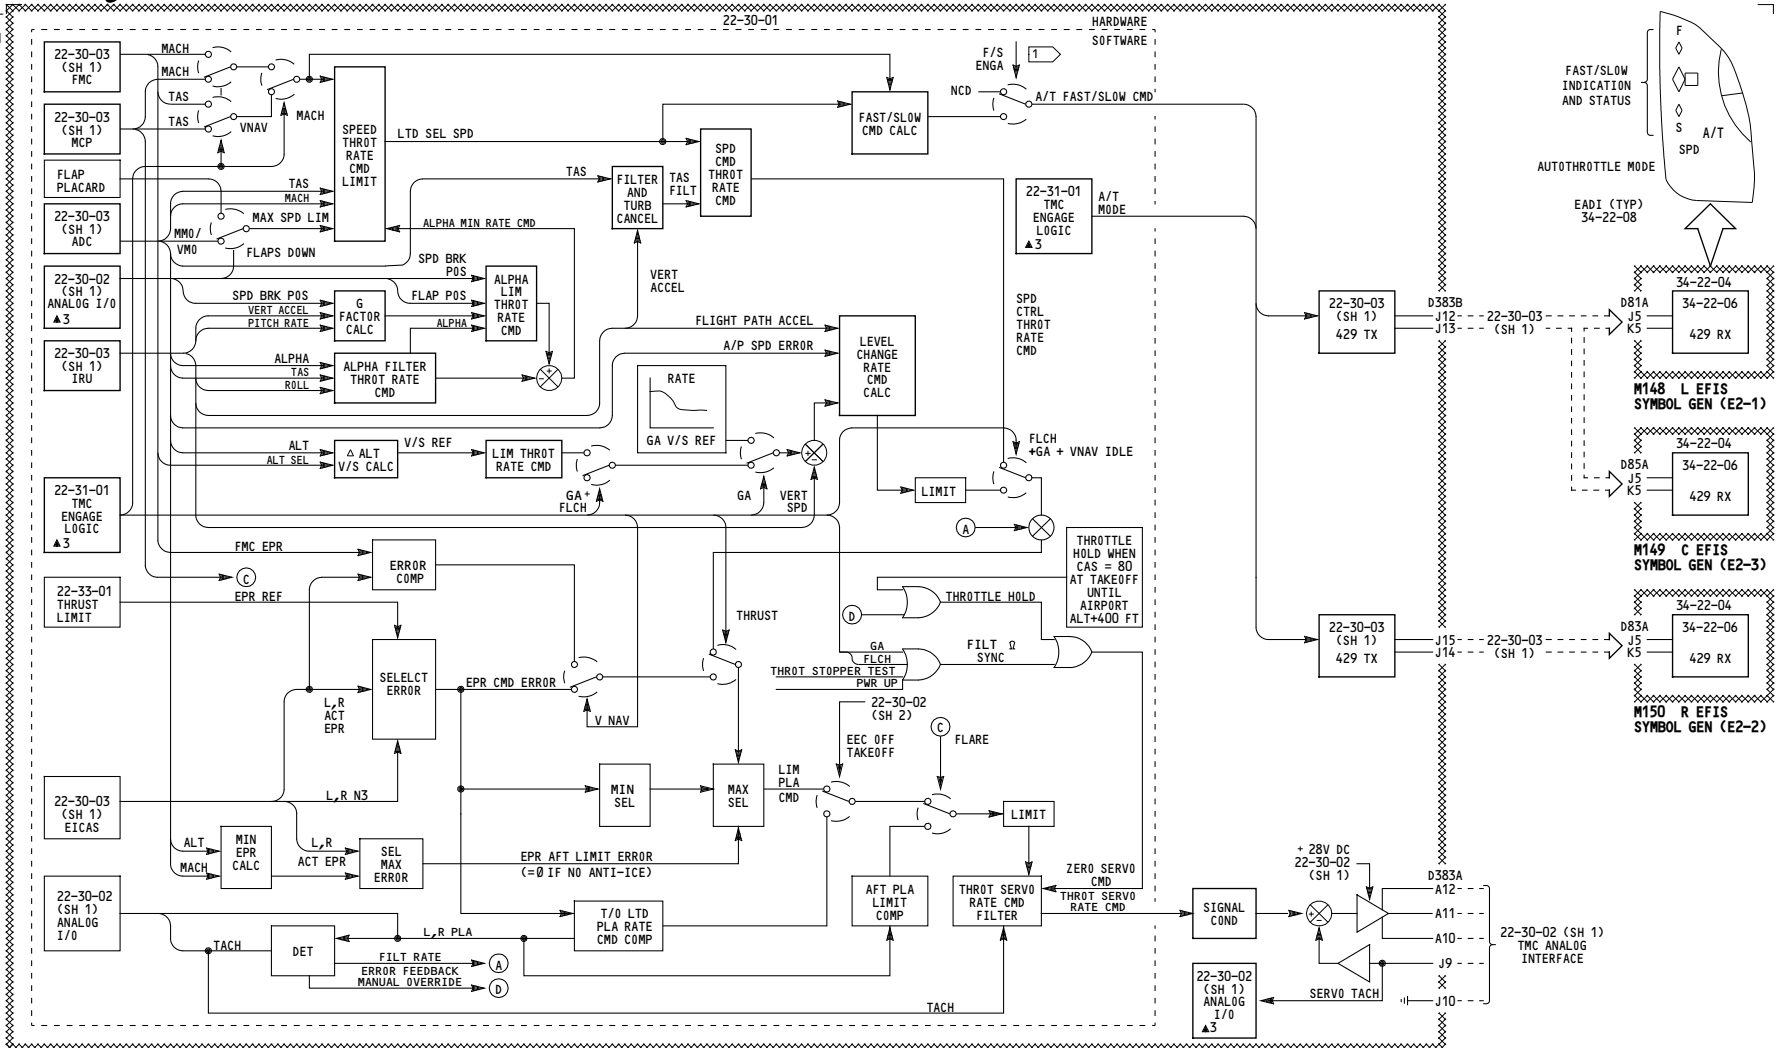 22-30-01
HARDWARE
SOFTWARE
22-30-03
(SH 1)
FMC
22-30-03
(SH 1)
MCP
FLAP
PLACARD
22-30-03
(SH 1)
ADC
22-30-02
(SH 1)
ANALOG I/O
▲3
22-30-03
(SH 1)
IRU
22-31-01
TMC
ENGAGE
LOGIC
▲3
22-33-01
THRUST
LIMIT
22-30-03
(SH 1)
EICAS
22-30-02
(SH 1)
ANALOG
I/O
MACH
MACH
TAS
TAS
VNAV
MACH
TAS
MACH
MAX SPD LIM
MMO/
VMO
FLAPS DOWN
SPEED
THROT
RATE
CMD
LIMIT
LTD SEL SPD
ALPHA MIN RATE CMD
TAS
FILTER
AND
TURB
CANCEL
TAS
FILT
SPD
CMD
THROT
RATE
CMD
FAST/SLOW
CMD CALC
F/S
ENGA
1
NCD
A/T FAST/SLOW CMD
22-31-01
TMC
ENGAGE
LOGIC
▲3
A/T
MODE
SPD BRK
POS
SPD BRK POS
VERT ACCEL
PITCH RATE
G
FACTOR
CALC
FLAP POS
ALPHA
ALPHA
LIM
THROT
RATE
CMD
VERT
ACCEL
ALPHA
TAS
ROLL
ALPHA FILTER
THROT RATE
CMD
-
+
FLIGHT PATH ACCEL
A/P SPD ERROR
LEVEL
CHANGE
RATE
CMD
CALC
SPD
CTRL
THROT
RATE
CMD
RATE
GA V/S REF
ALT
ALT SEL
Δ ALT
V/S CALC
V/S REF
LIM THROT
RATE CMD
GA+
FLCH
GA
VERT
SPD
+
-
FLCH
+GA + VNAV IDLE
LIMIT
A
THROTTLE
HOLD WHEN
CAS = 80
AT TAKEOFF
UNTIL
AIRPORT
ALT+400 FT
FMC EPR
ERROR
COMP
C
EPR REF
SELELCT
ERROR
L,R
ACT
EPR
L,R N3
EPR CMD ERROR
V NAV
THRUST
D
THROTTLE HOLD
GA
FLCH
THROT STOPPER TEST
PWR UP
FILT Ω
SYNC
22-30-02
(SH 2)
EEC OFF
TAKEOFF
C
FLARE
MIN
SEL
MAX
SEL
LIM
PLA
CMD
LIMIT
ALT
MACH
MIN
EPR
CALC
L,R
ACT EPR
SEL
MAX
ERROR
EPR AFT LIMIT ERROR
(=0 IF NO ANTI-ICE)
ZERO SERVO
CMD
THROT SERVO
RATE CMD
AFT PLA
LIMIT
COMP
THROT SERVO
RATE CMD
FILTER
T/O LTD
PLA RATE
CMD COMP
L,R PLA
TACH
DET
FILT RATE
A
ERROR FEEDBACK
MANUAL OVERRIDE
D
TACH
SIGNAL
COND
+
-
+ 28V DC
22-30-02
(SH 1)
22-30-02
(SH 1)
ANALOG
I/O
▲3
SERVO TACH
D383A
A12
A11
A10
J9
J10
22-30-02 (SH 1)
TMC ANALOG
INTERFACE
FAST/SLOW
INDICATION
AND STATUS
F
S
A/T
SPD
AUTOTHROTTLE MODE
EADI (TYP)
34-22-08
22-30-03
(SH 1)
429 TX
D383B
J12
J13
22-30-03
(SH 1)
D81A
J5
K5
34-22-04
34-22-06
429 RX
M148 L EFIS
SYMBOL GEN (E2-1)
D85A
J5
K5
34-22-04
34-22-06
429 RX
M149 C EFIS
SYMBOL GEN (E2-3)
22-30-03
(SH 1)
429 TX
J15
J14
22-30-03
(SH 1)
D83A
J5
K5
34-22-04
34-22-06
429 RX
M150 R EFIS
SYMBOL GEN (E2-2)